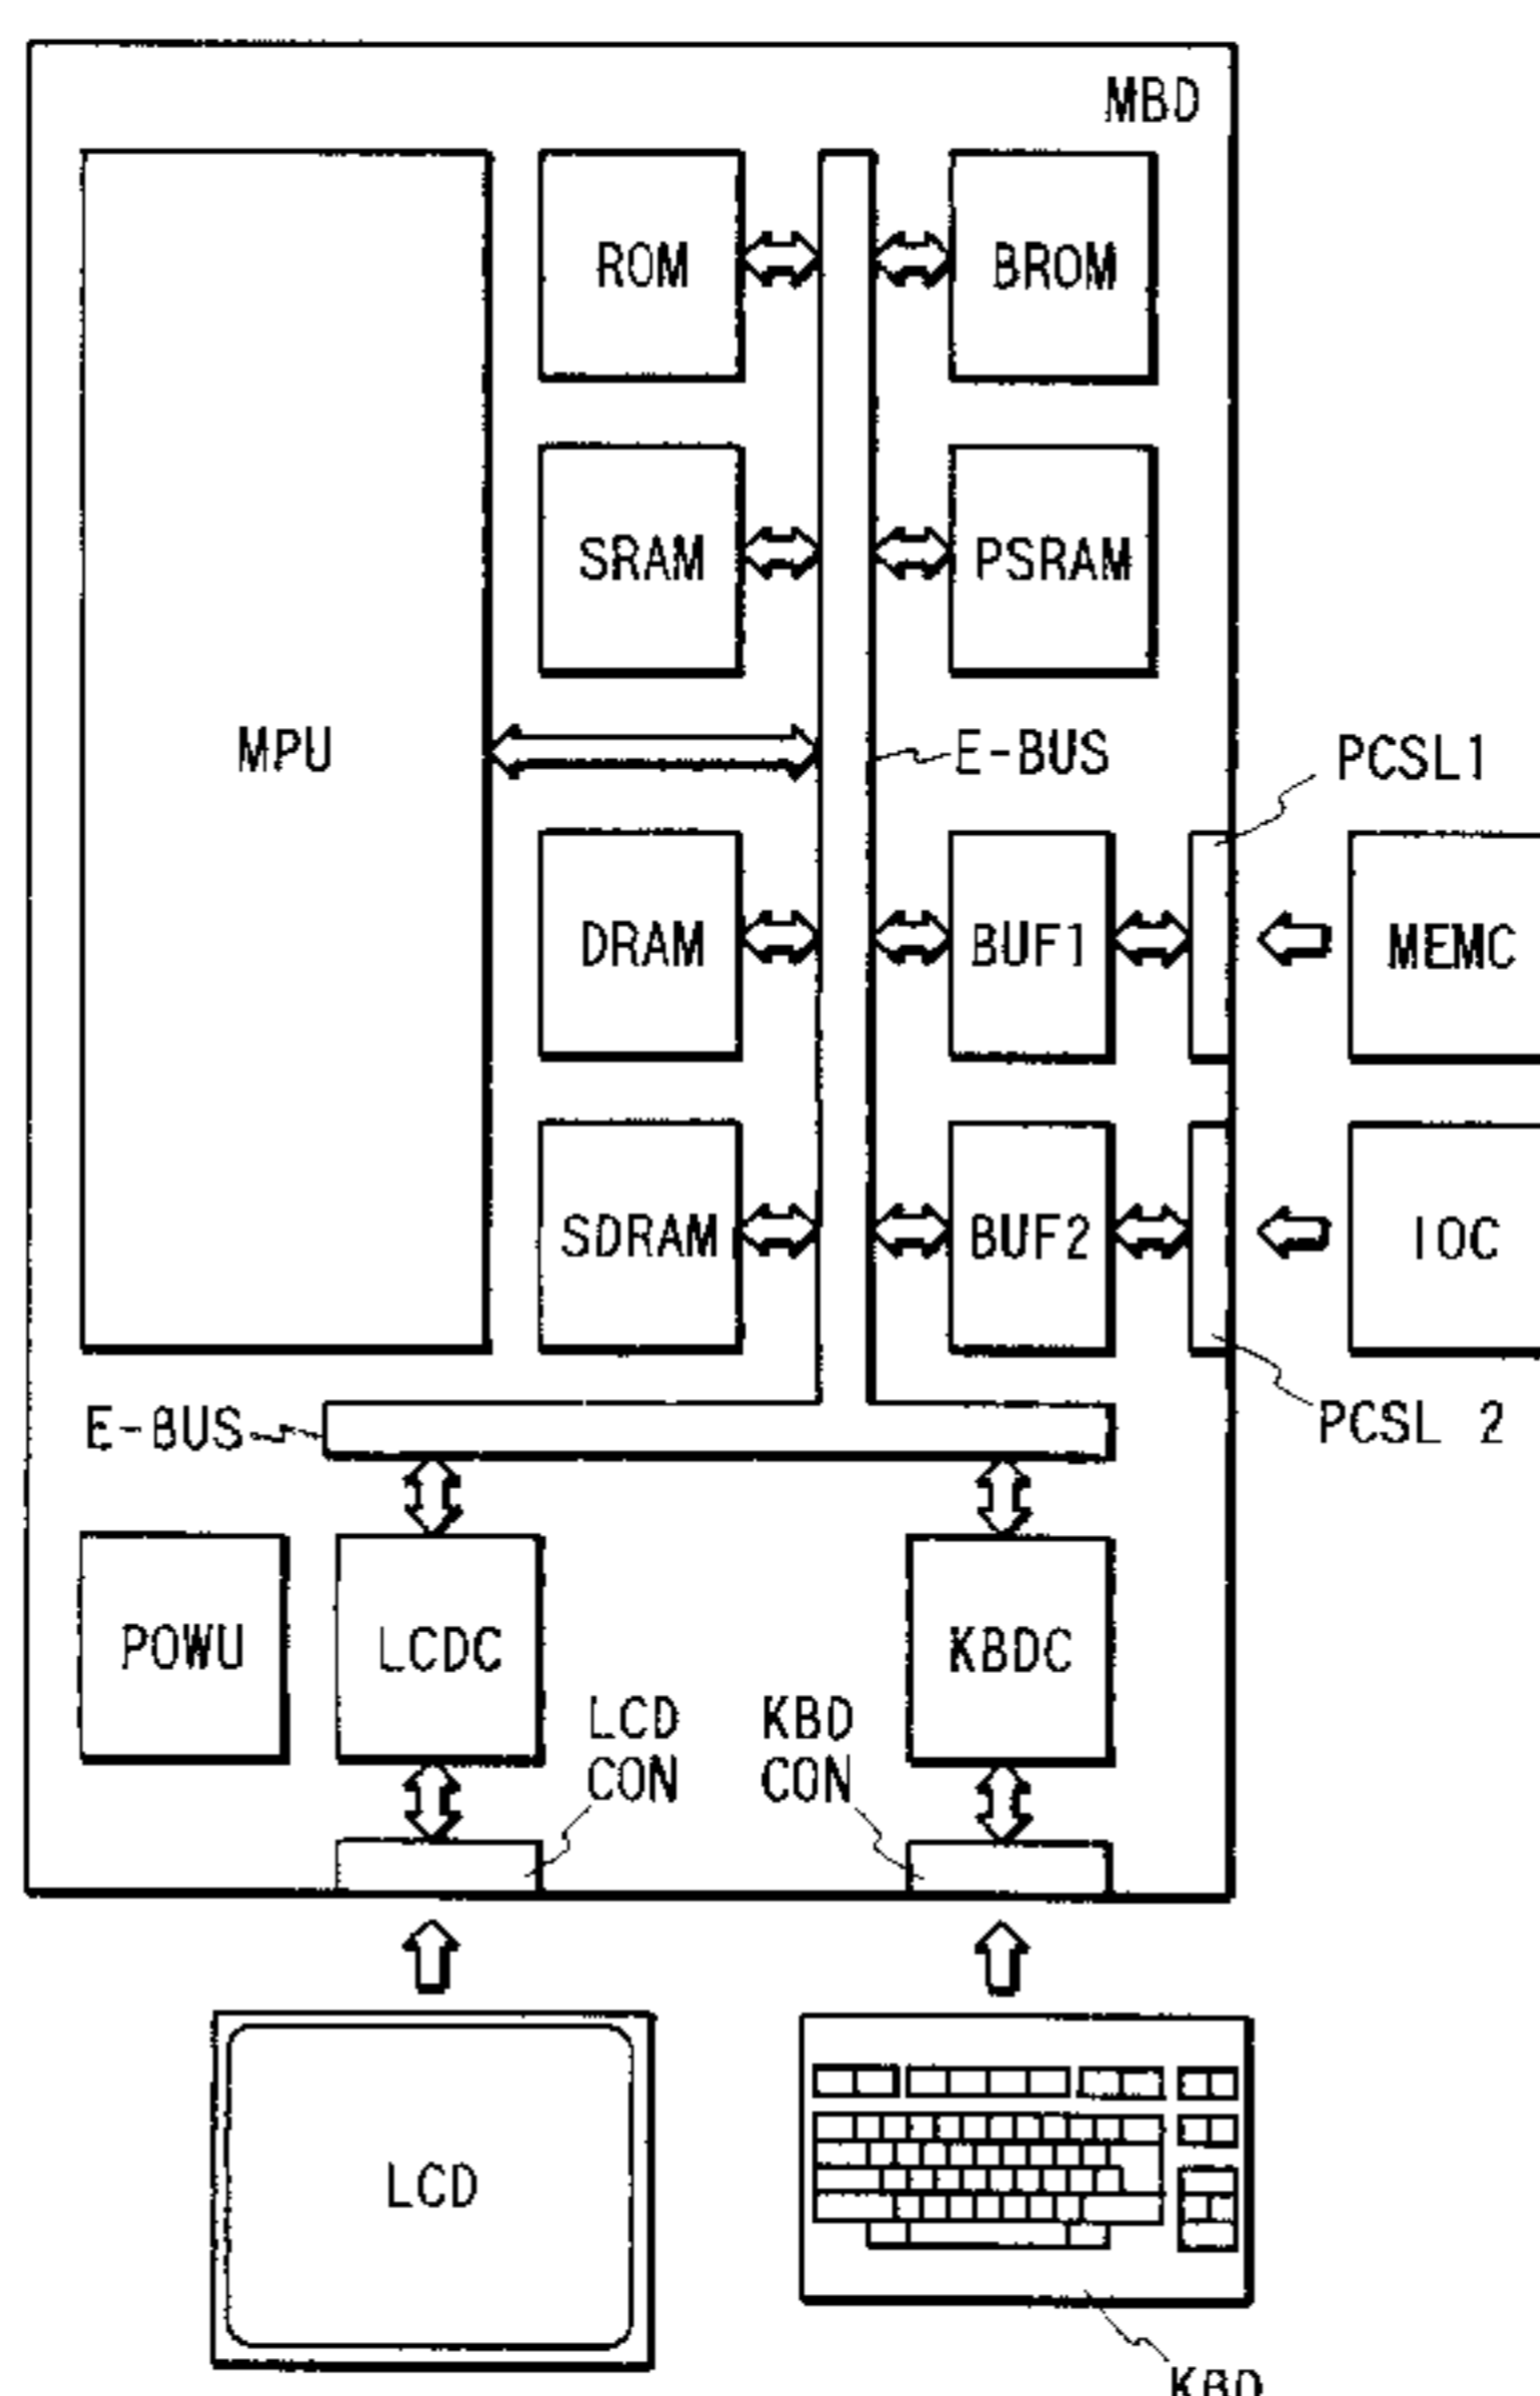 MBD
ROM
BROM
SRAM
PSRAM
MPU
E-BUS
PCSL1
DRAM
BUF1
MEMC
SDRAM
BUF2
IOC
E-BUS
PCSL 2
POWU
LCDC
KBDC
LCD
CON
KBD
CON
LCD
KBD